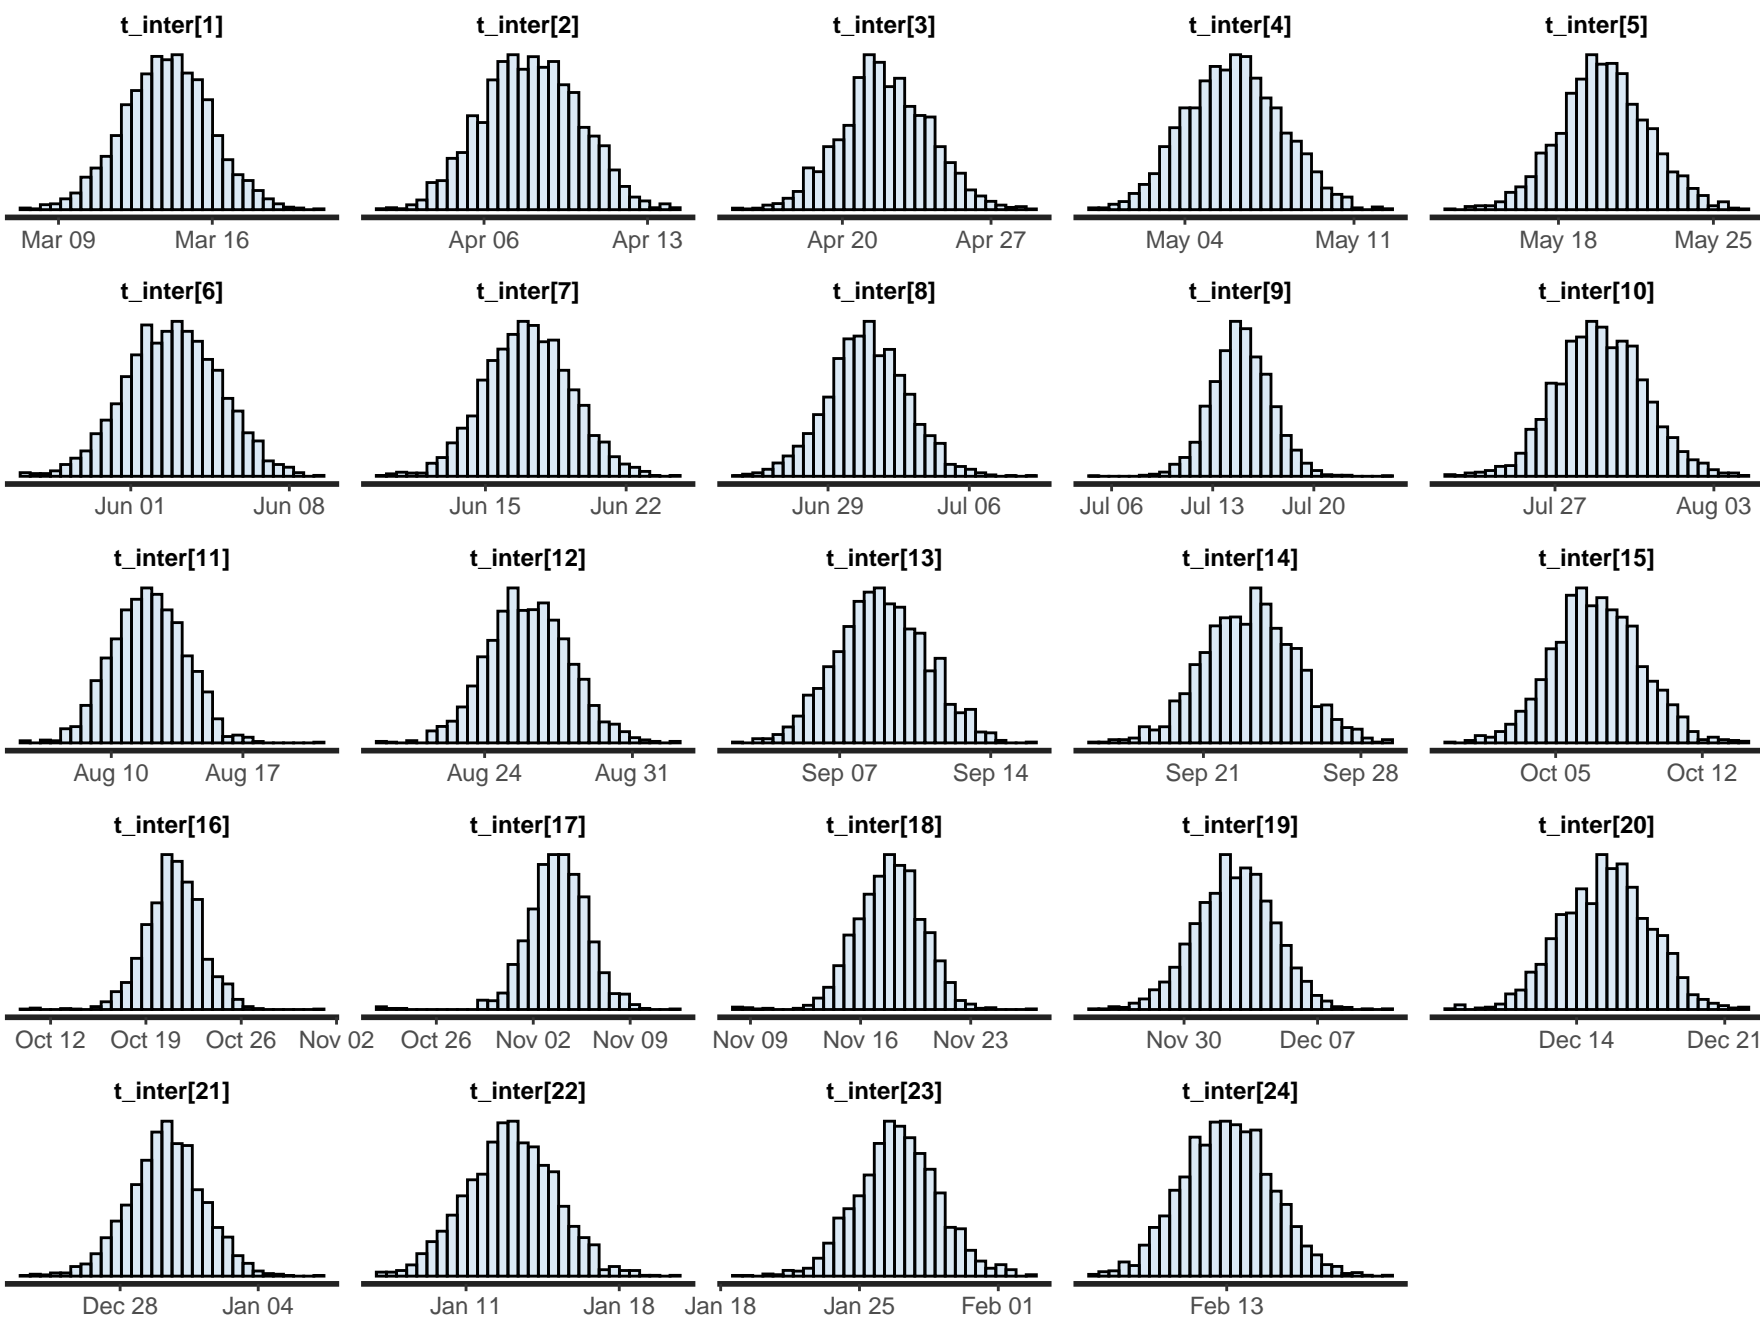 t_inter[1] t_inter[2] t_inter[3] t_inter[4] t_inter[5]
Mar 09 Mar 16 Apr 06 Apr 13 Apr 20 Apr 27 May 04 May 11 May 18 May 25
t_inter[6] t_inter[7] t_inter[8] t_inter[9] t_inter[10]
Jun 01 Jun 08 Jun 15 Jun 22 Jun 29 Jul 06 Jul 06 Jul 13 Jul 20 Jul 27 Aug 03
t_inter[11] t_inter[12] t_inter[13] t_inter[14] t_inter[15]
Aug 10 Aug 17 Aug 24 Aug 31 Sep 07 Sep 14 Sep 21 Sep 28 Oct 05 Oct 12
t_inter[16] t_inter[17] t_inter[18] t_inter[19] t_inter[20]
Oct 12 Oct 19 Oct 26 Nov 02 Oct 26 Nov 02 Nov 09 Nov 09 Nov 16 Nov 23 Nov 30 Dec 07 Dec 14 Dec 21
t_inter[21] t_inter[22] t_inter[23] t_inter[24]
Dec 28 Jan 04 Jan 11 Jan 18 Jan 18 Jan 25 Feb 01 Feb 13